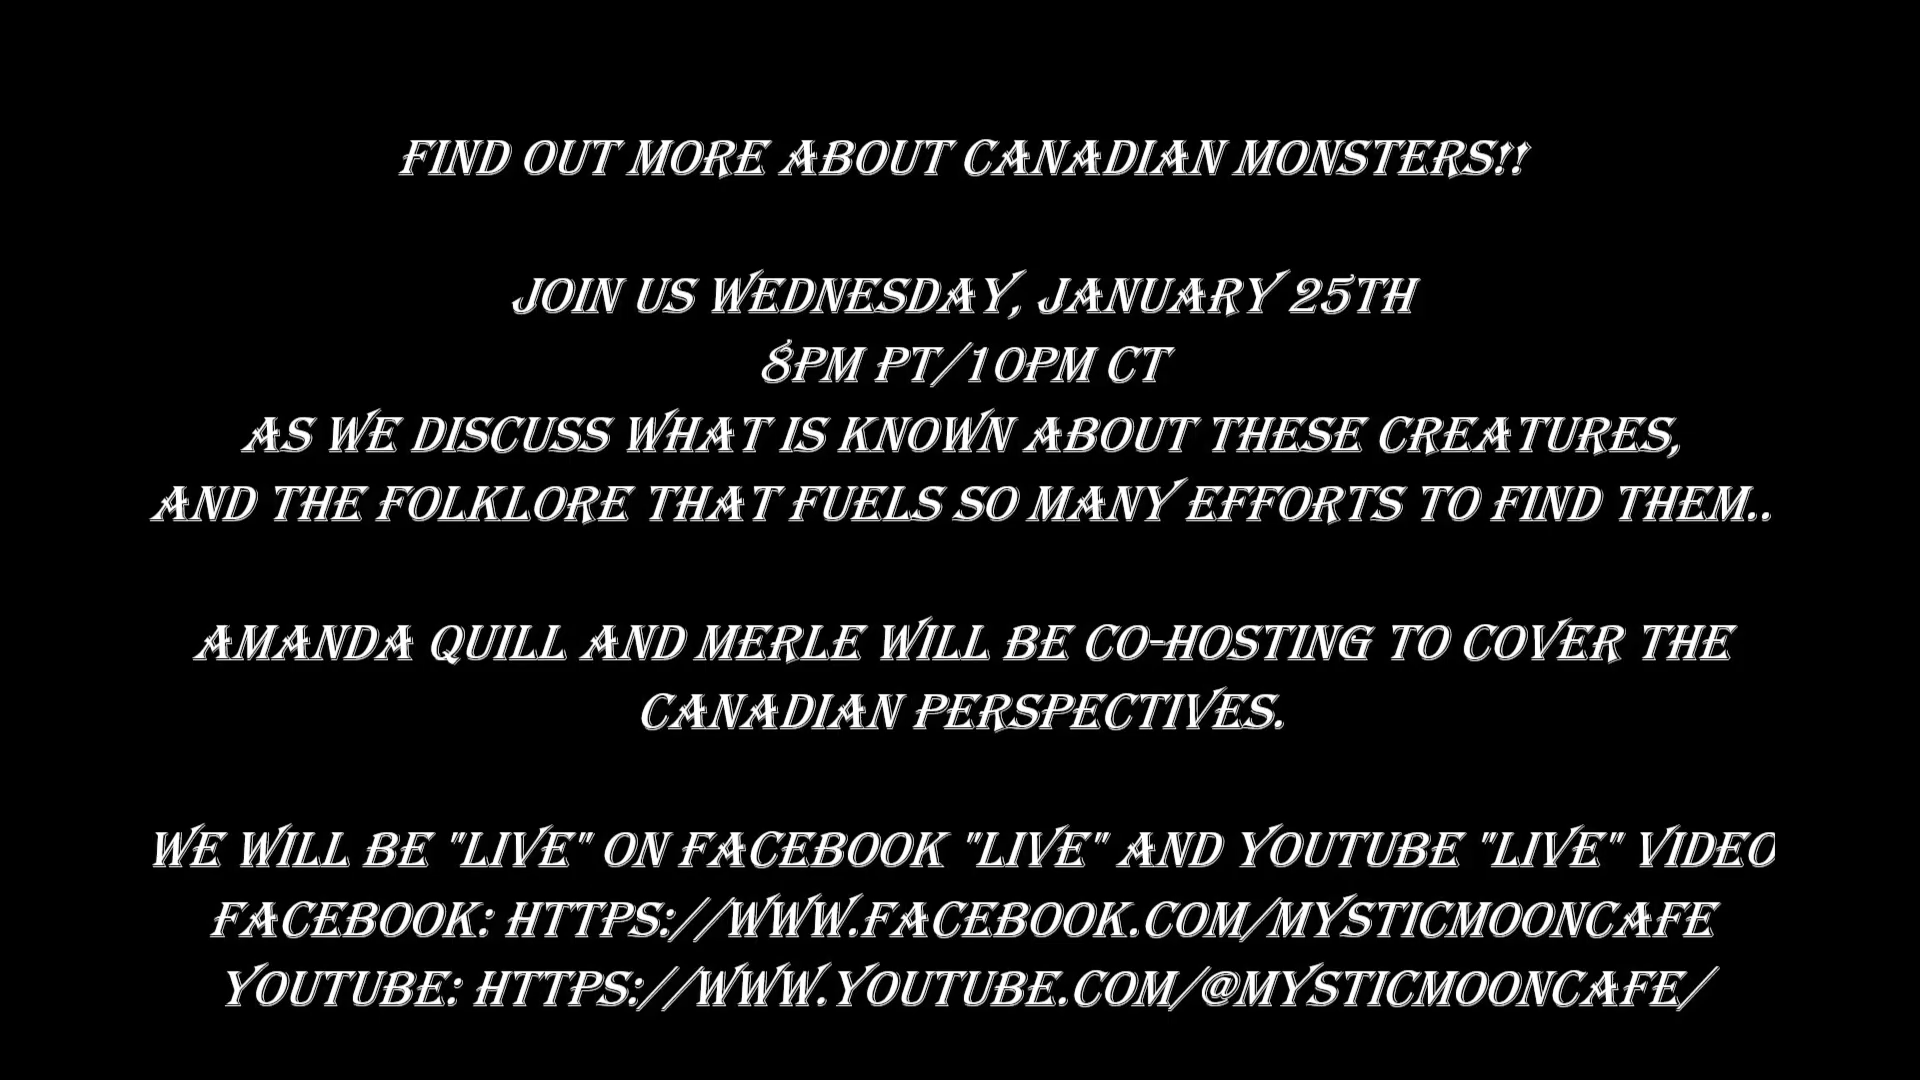 FIND OUT MORE ABOUT CANADIAN MONSTERS!!
JOIN US WEDNESDAY, JANUARY 25TH
8PM PT/10PM CT
AS WE DISCUSS WHAT IS KNOWN ABOUT THESE CREATURES,
AND THE FOLKLORE THAT FUELS SO MANY EFFORTS TO FIND THEM..
AMANDA QUILL AND MERLE WILL BE CO-HOSTING TO COVER THE
CANADIAN PERSPECTIVES.
WE WILL BE "LIVE" ON FACEBOOK "LIVE" AND YOUTUBE "LIVE" VIDEO
FACEBOOK: HTTPS://WWW.FACEBOOK.COM/MYSTICMOONCAFE
YOUTUBE: HTTPS://WWW.YOUTUBE.COM/@MYSTICMOONCAFE/